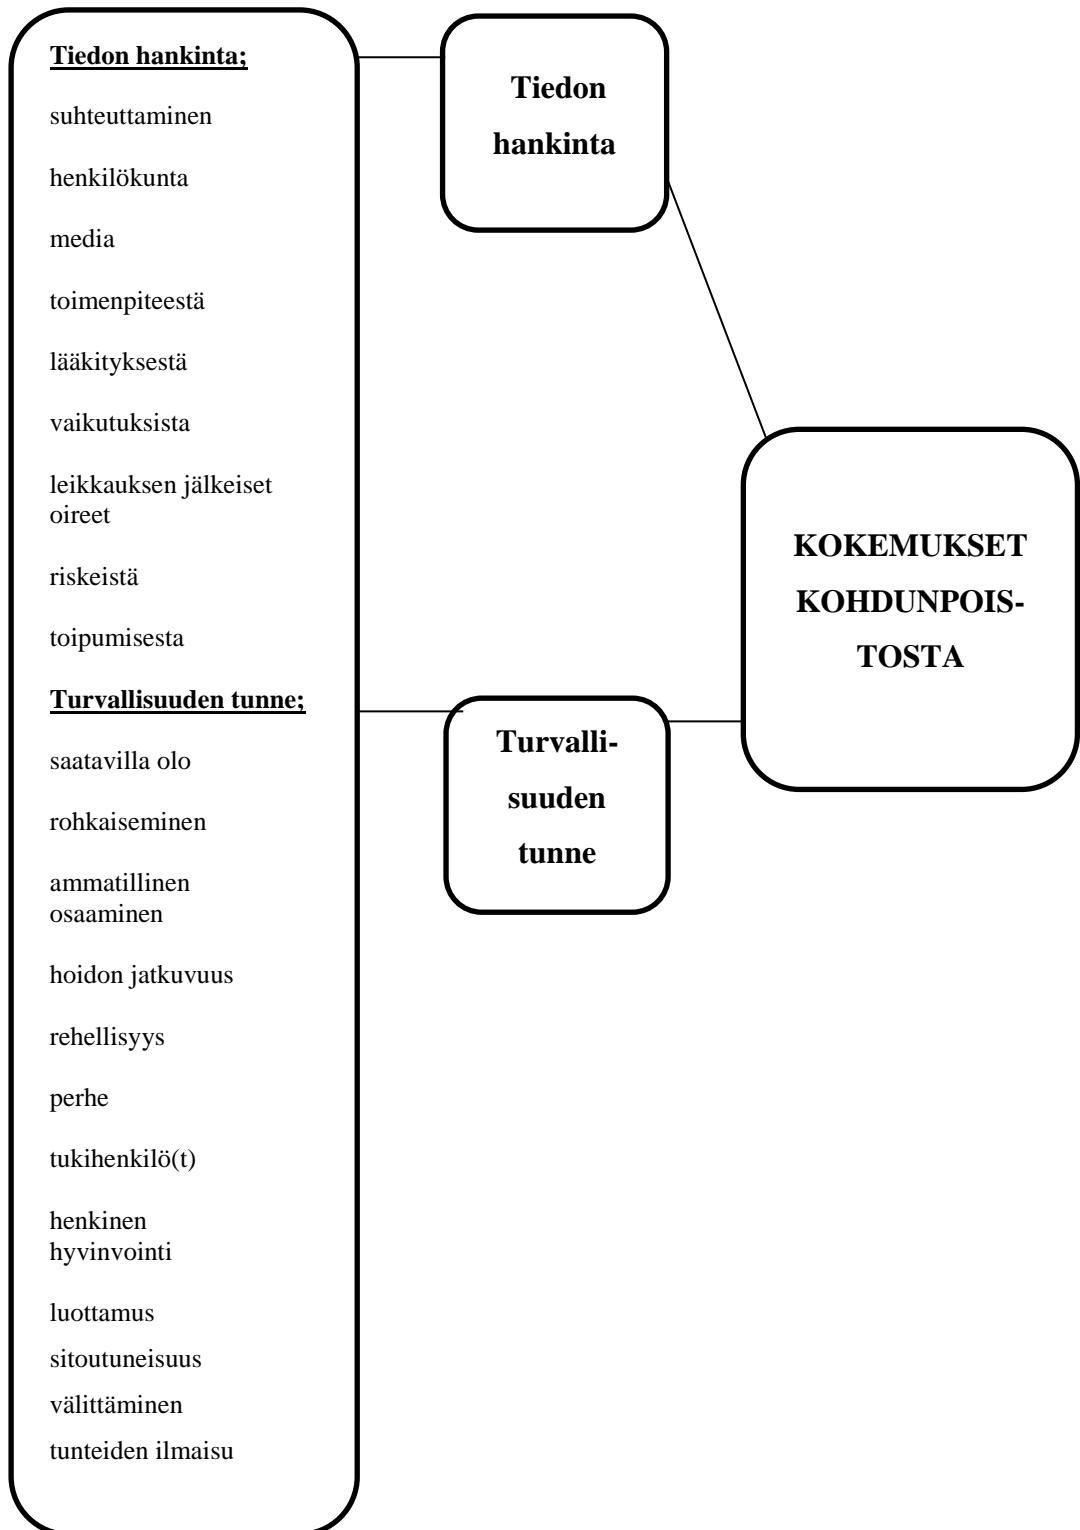 Tiedon hankinta;
suhteuttaminen
henkilökunta
media
toimenpiteestä
lääkityksestä
vaikutuksista
leikkauksen jälkeiset
oireet
riskeistä
toipumisesta
Turvallisuuden tunne;
saatavilla olo
rohkaiseminen
ammatillinen
osaaminen
hoidon jatkuvuus
rehellisyys
perhe
tukihenkilö(t)
henkinen
hyvinvointi
luottamus
sitoutuneisuus
välittäminen
tunteiden ilmaisu
Tiedon
hankinta
Turvalli-
suuden
tunne
KOKEMUKSET
KOHDUNPOIS-
TOSTA